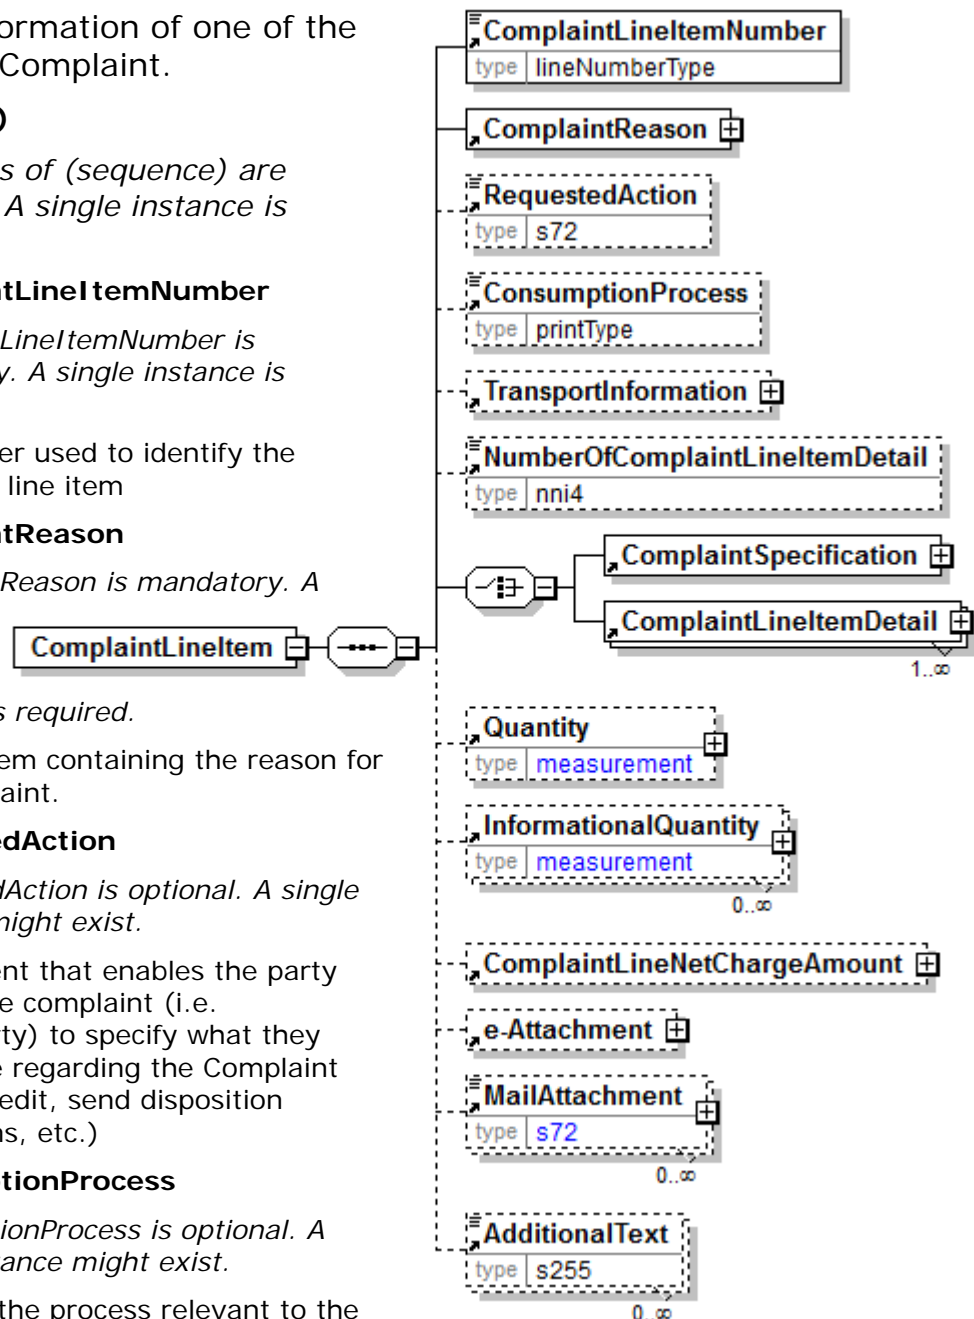 ormation of one of the
Complaint.
)
s of (sequence) are
A single instance is
tLineItemNumber
LineItemNumber is
y. A single instance is
er used to identify the
line item
tReason
Reason is mandatory. A
s required.
em containing the reason for
aint.
edAction
dAction is optional. A single
might exist.
ent that enables the party
e complaint (i.e.
rty) to specify what they
e regarding the Complaint
edit, send disposition
ns, etc.)
tionProcess
ionProcess is optional. A
tance might exist.
the process relevant to the
ComplaintLineItem
ComplaintLineItemNumber
type lineNumberType
ComplaintReason
RequestedAction
type s72
ConsumptionProcess
type printType
TransportInformation
NumberOfComplaintLineItemDetail
type nni4
ComplaintSpecification
ComplaintLineItemDetail
1..∞
Quantity
type measurement
InformationalQuantity
type measurement
0..∞
ComplaintLineNetChargeAmount
e-Attachment
MailAttachment
type s72
0..∞
AdditionalText
type s255
0..∞